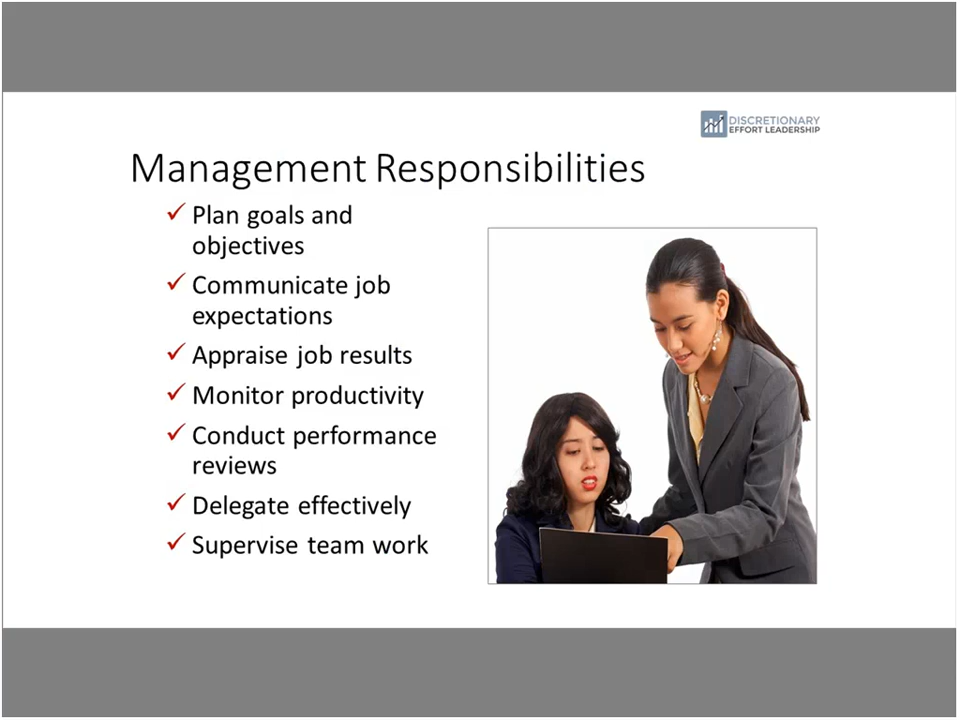 DISCRETIONARY
EFFORT LEADERSHIP
Management Responsibilities
✓ Plan goals and
objectives
✓ Communicate job
expectations
✓ Appraise job results
✓ Monitor productivity
✓ Conduct performance
reviews
✓ Delegate effectively
✓ Supervise team work